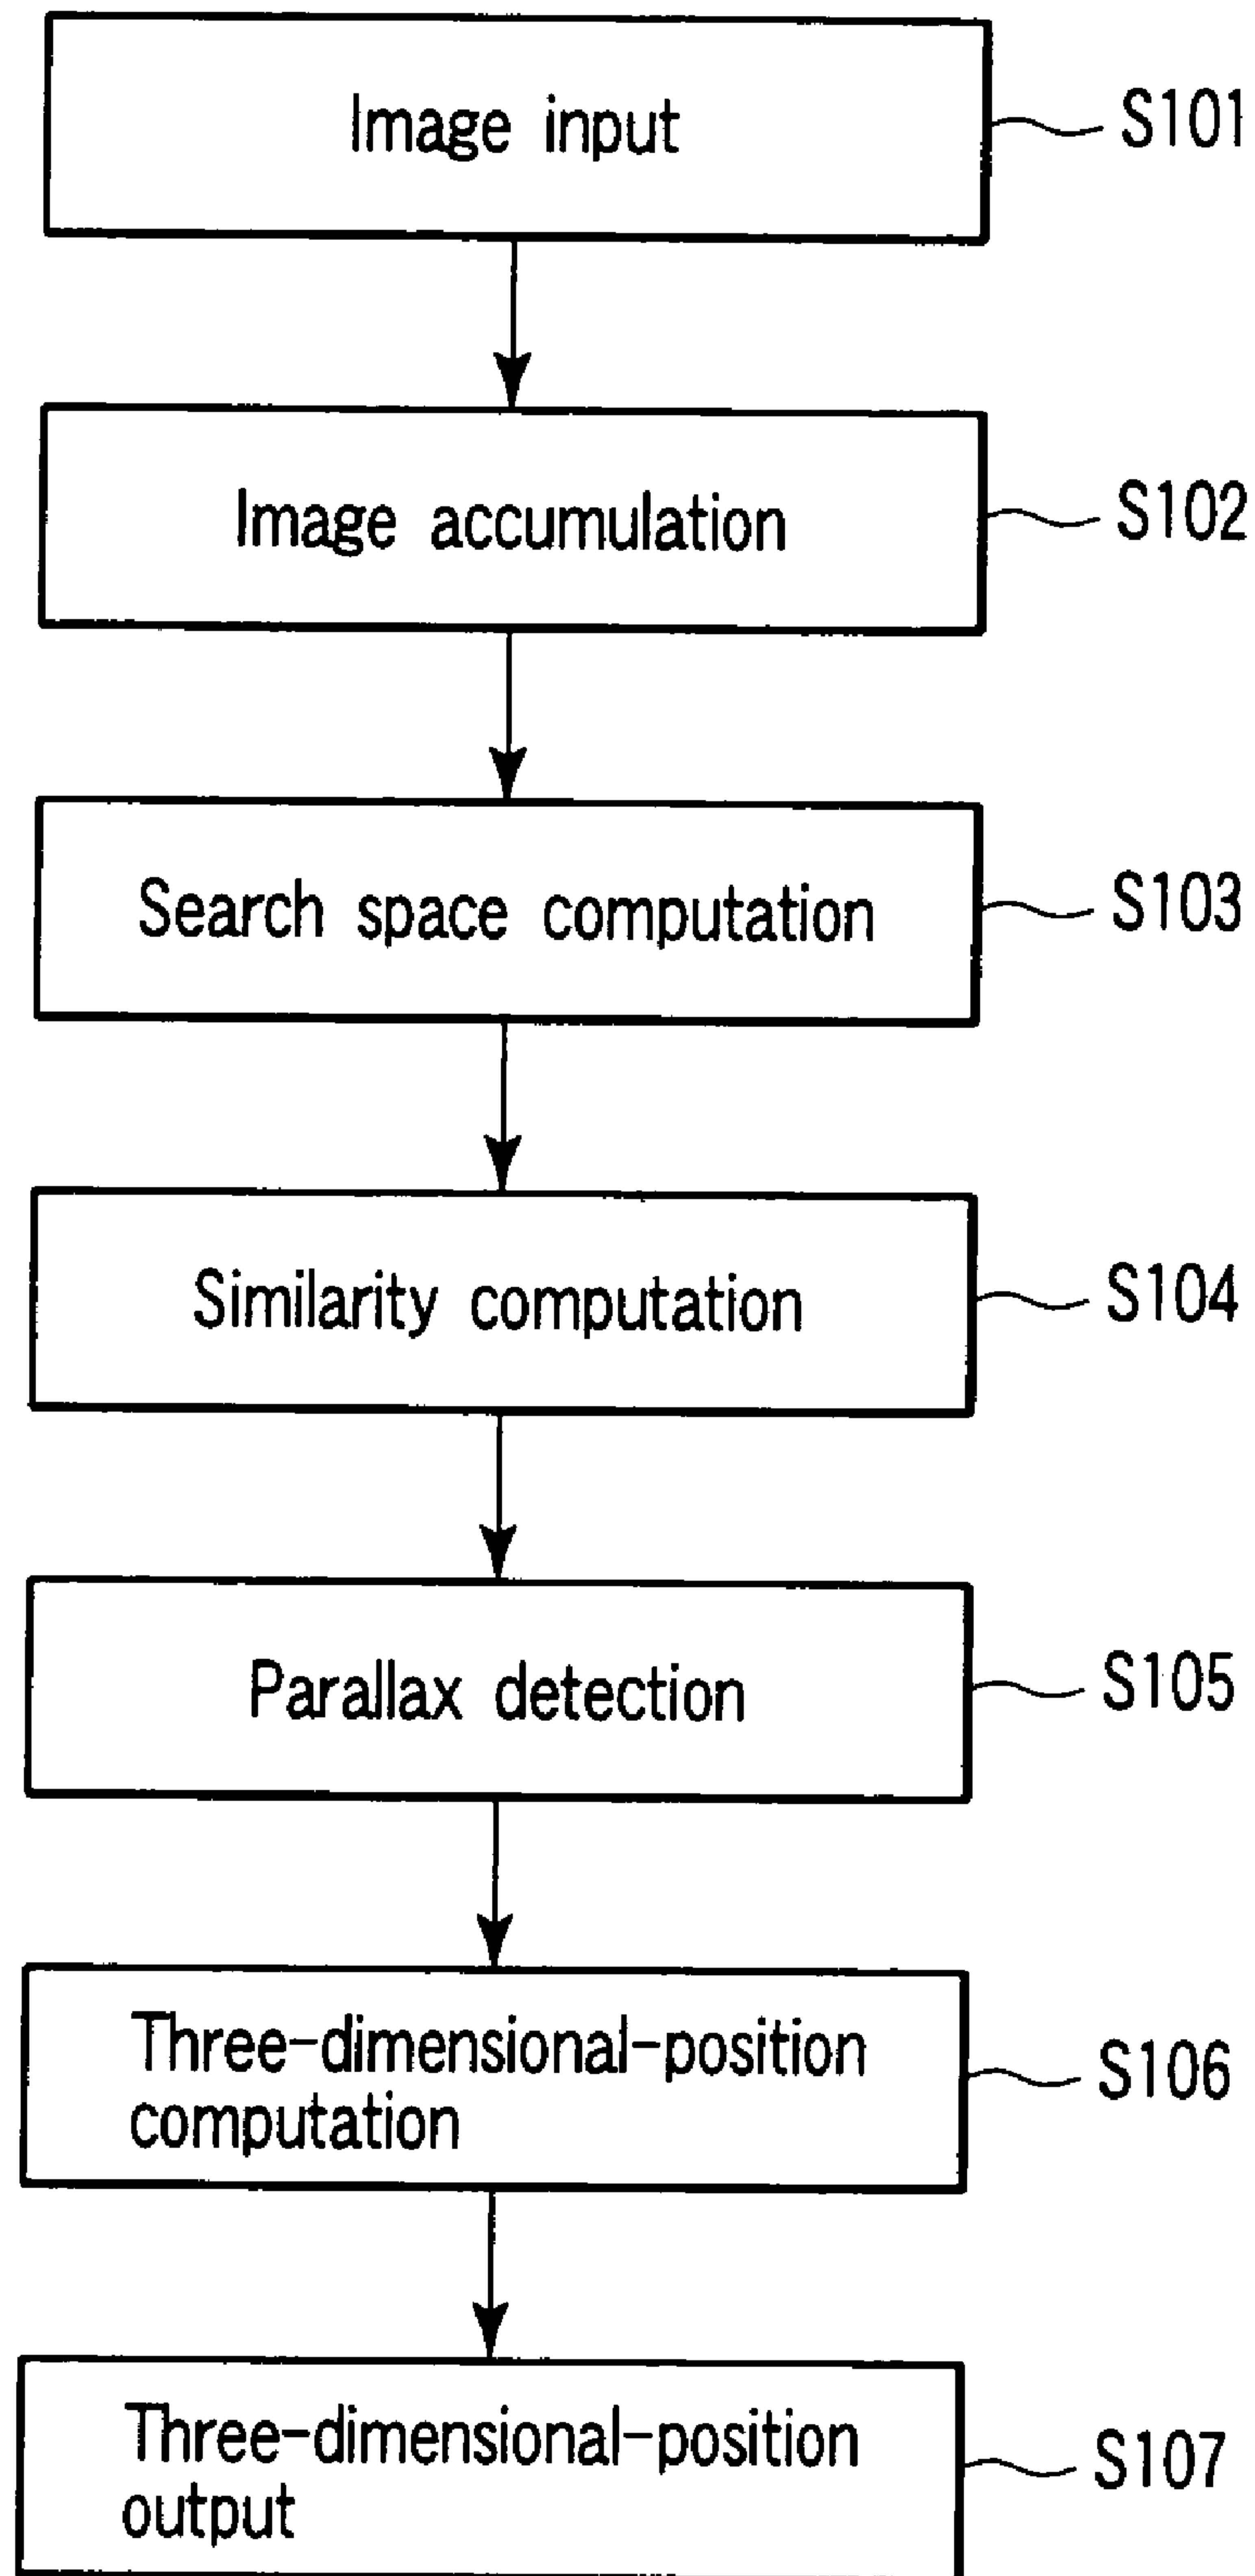 Image input
S101
Image accumulation
S102
Search space computation
S103
Similarity computation
S104
Parallax detection
S105
Three-dimensional-position
computation
S106
Three-dimensional-position
output
S107